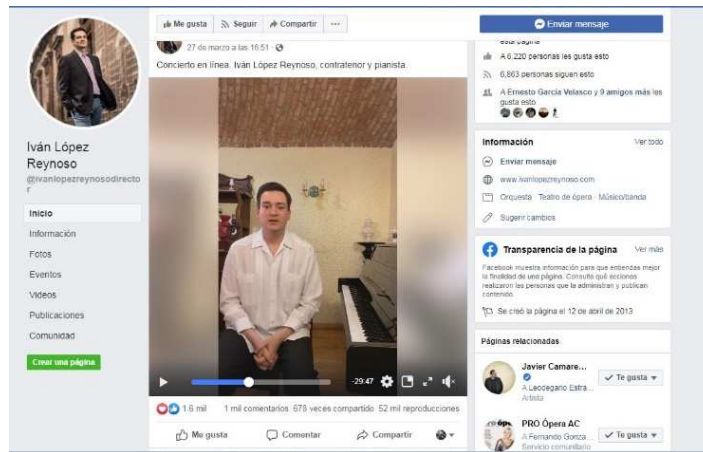 Me gusta Seguir Compartir ...
Enviar mensaje
Iván López
Reynoso
@ivanlopezreynosodirecto
r
Inicio
Información
Fotos
Eventos
Videos
Publicaciones
Comunidad
Crear una página
27 de marzo a las 16:51
Concierto en línea. Iván López Reynoso, contratenor y pianista.
-29:47
1.6 mil 1 mil comentarios 678 veces compartido 52 mil reproducciones
Me gusta Comentar Compartir
esta página
A 6,220 personas les gusta esto
6,863 personas siguen esto
A Ernesto García Velasco y 9 amigos más les
gusta esto
Información Ver todo
Enviar mensaje
www.ivanlopezreynoso.com
Orquesta · Teatro de ópera · Músico/banda
Sugerir cambios
Transparencia de la página Ver más
Facebook muestra información para que entiendas mejor
la finalidad de una página. Consulta qué acciones
realizaron las personas que la administran y publican
contenido.
Se creó la página el 12 de abril de 2013
Páginas relacionadas
Javier Camare...
A Leodegario Estra...
Artista
Te gusta
PRO Ópera AC
A Fernando Gonza...
Servicio comunitario
Te gusta